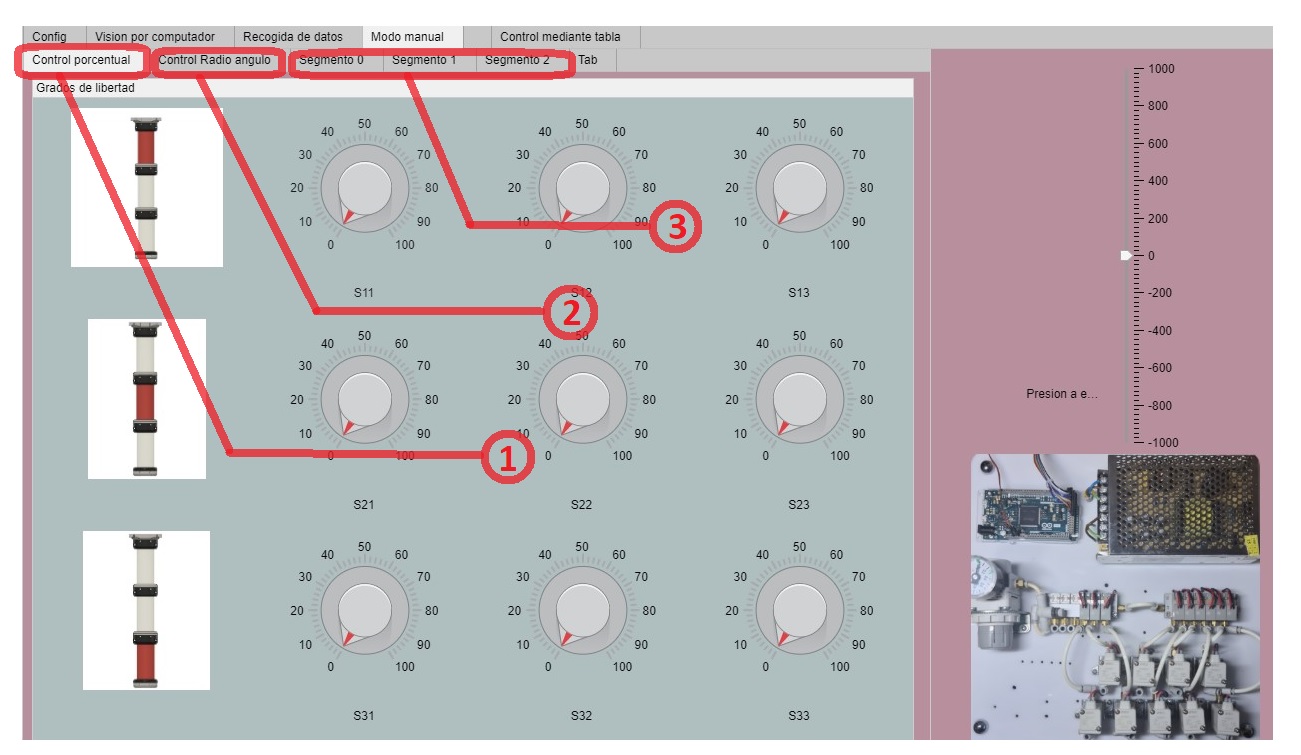 Config Vision por computador Recogida de datos Modo manual Control mediante tabla
Control porcentual Control Radio angulo Segmento 0 Segmento 1 Segmento 2 Tab
Grados de libertad
0 10 20 30 40 50 60 70 80 90 100
S11
0 10 20 30 40 50 60 70 80 90 100
S12
0 10 20 30 40 50 60 70 80 90 100
S13
0 10 20 30 40 50 60 70 80 90 100
S21
0 10 20 30 40 50 60 70 80 90 100
S22
0 10 20 30 40 50 60 70 80 90 100
S23
0 10 20 30 40 50 60 70 80 90 100
S31
0 10 20 30 40 50 60 70 80 90 100
S32
0 10 20 30 40 50 60 70 80 90 100
S33
3
2
1
Presion a e...
1000
800
600
400
200
0
-200
-400
-600
-800
-1000